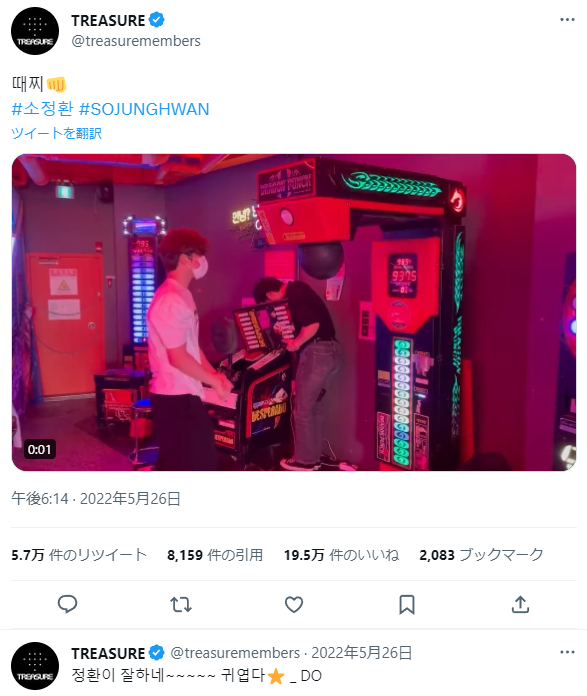 TREASURE
@treasuremembers
때찌👊
#소정환 #SOJUNGHWAN
ツイートを翻訳
DRAGON PUNCH
DESPERADO
0:01
午後6:14 · 2022年5月26日
5.7万 件のリツイート 8,159 件の引用 19.5万 件のいいね 2,083 ブックマーク
TREASURE
TREASURE @treasuremembers · 2022年5月26日
정환이 잘하네~~~~~ 귀엽다⭐ _ DO
TREASURE